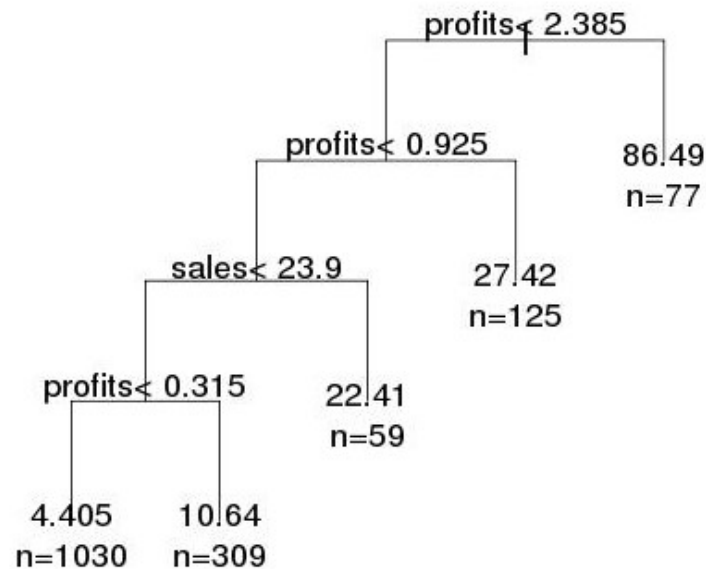 profits< 2.385
profits< 0.925
86.49
n=77
sales< 23.9
27.42
n=125
profits< 0.315
22.41
n=59
4.405
n=1030
10.64
n=309